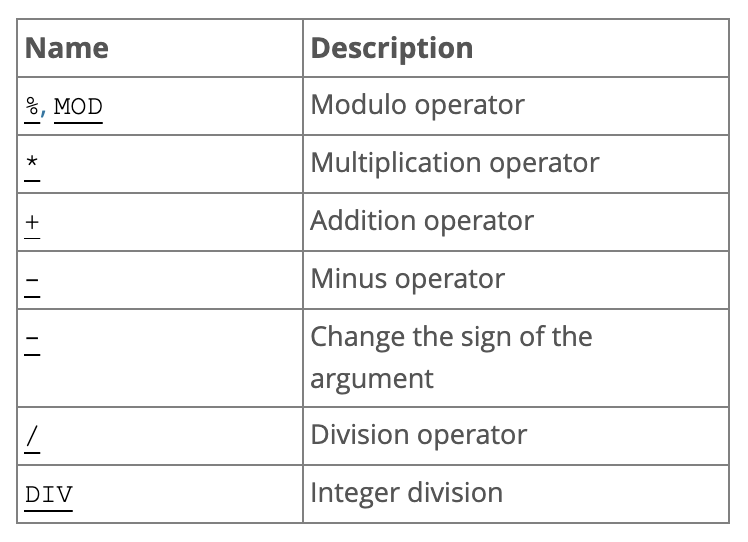 Name Description
%, MOD Modulo operator
* Multiplication operator
+ Addition operator
- Minus operator
- Change the sign of the
argument
/ Division operator
DIV Integer division